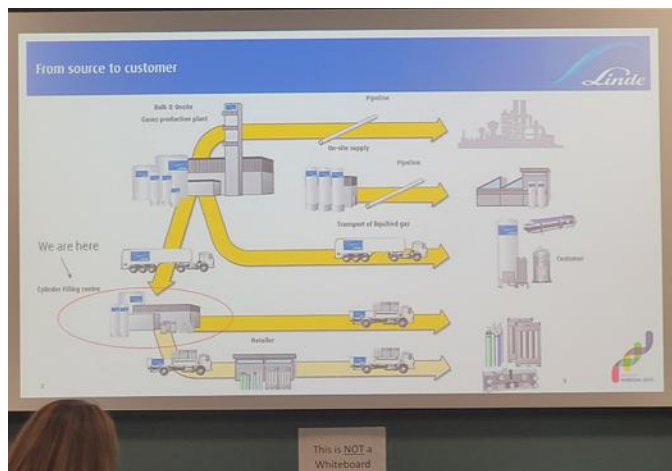 From source to customer
Linde
Bulk & Onsite
Gases production plant
Pipeline
On-site supply
Pipeline
Transport of liquified gas
We are here
Customer
Cylinder filling centre
Retailer
This is NOT a
Whiteboard